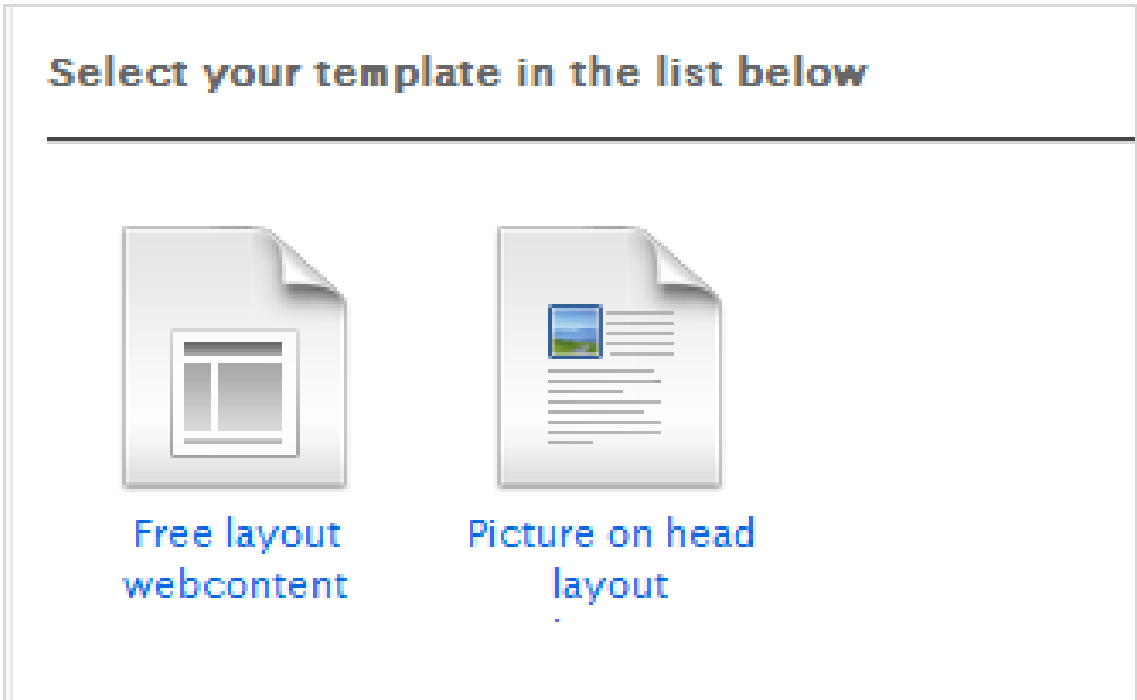 Select your template in the list below
Free layout
webcontent
Picture on head
layout